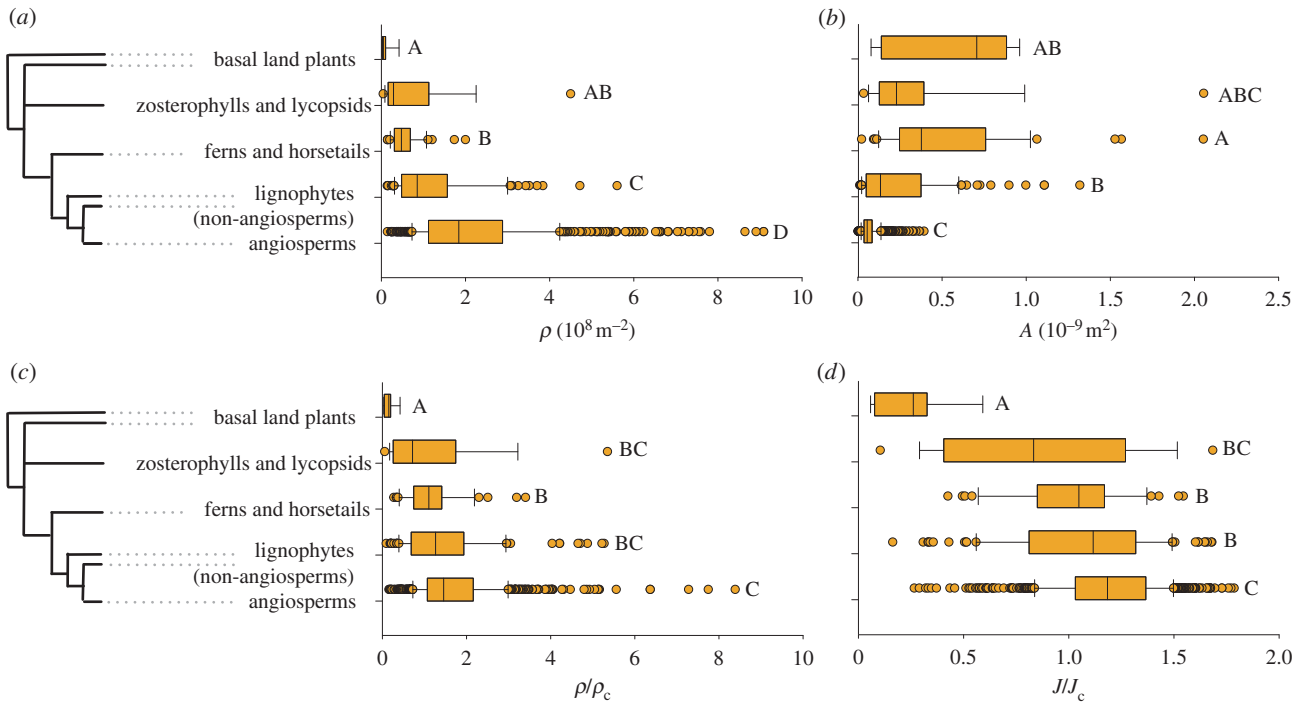 (a)
basal land plants
zosterophylls and lycopsids
ferns and horsetails
lignophytes
(non-angiosperms)
angiosperms
A
AB
B
C
D
0 2 4 6 8 10
ρ (10⁸ m⁻²)
(b)
AB
ABC
A
B
C
0 0.5 1.0 1.5 2.0 2.5
A (10⁻⁹ m²)
(c)
basal land plants
zosterophylls and lycopsids
ferns and horsetails
lignophytes
(non-angiosperms)
angiosperms
A
BC
B
BC
C
0 2 4 6 8 10
ρ/ρc
(d)
A
BC
B
B
C
0 0.5 1.0 1.5 2.0
J/Jc